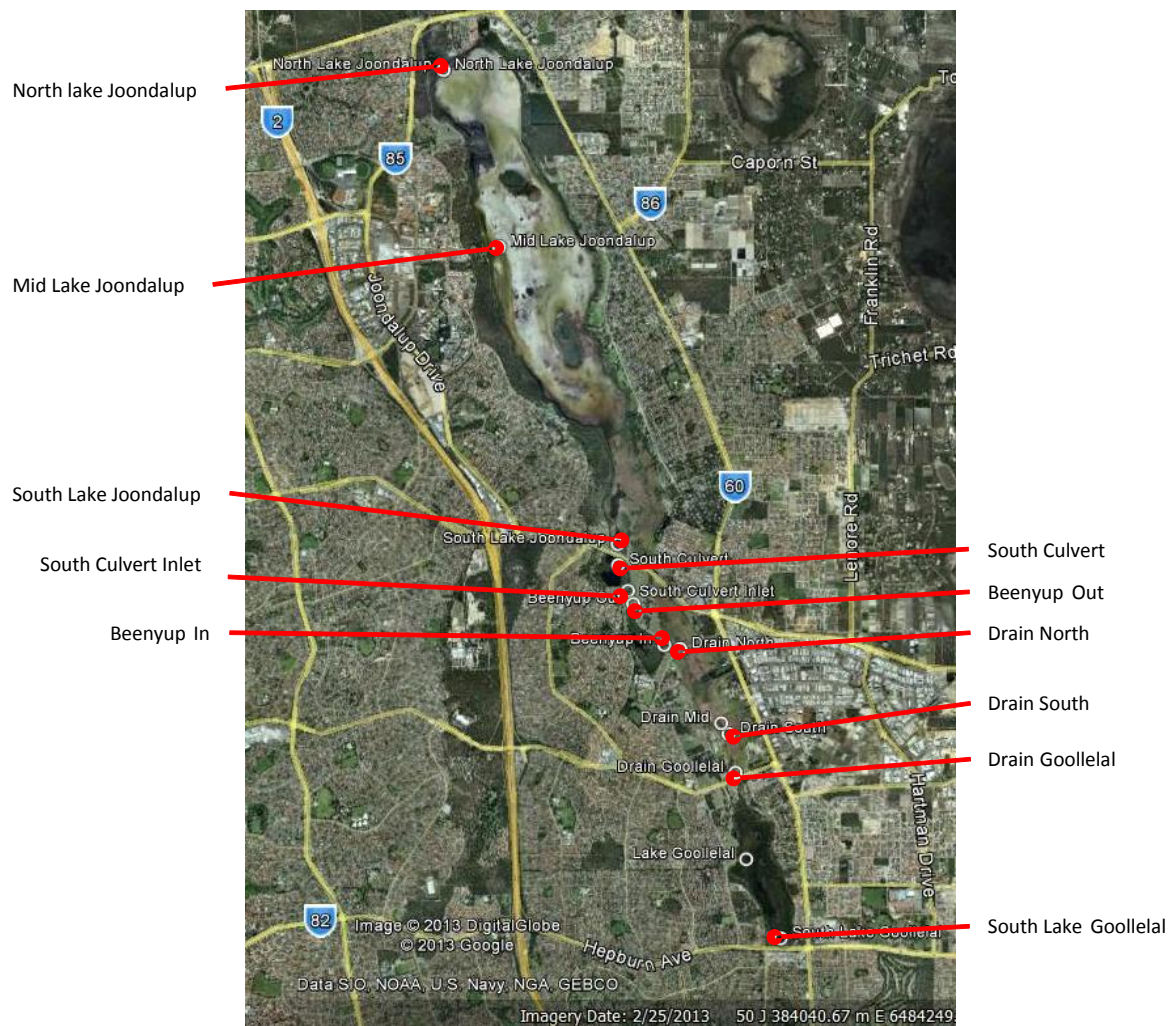 North Lake Joondalup North Lake Joondalup
North lake Joondalup
2
85
Caporn St
To
86
Franklin Rd
Mid Lake Joondalup
Mid Lake Joondalup
Joondalup Drive
Trichet Rd
60
South Lake Joondalup
Lenore Rd
South Lake Joondalup
South Culvert
South Culvert
South Culvert Inlet
South Culvert Inlet
Beenyup Out
Beenyup Out
Beenyup In
Beenyup In
Drain North
Drain North
Drain South
Drain Mid
Drain South
Drain Goollelal
Drain Goollelal
Hartman Drive
Lake Goollelal
82
Image © 2013 DigitalGlobe
© 2013 Google
South Lake Goollelal
South Lake Goollelal
Hepburn Ave
Data SIO, NOAA, U.S. Navy, NGA, GEBCO
Imagery Date: 2/25/2013 50 J 384040.67 m E 6484249.